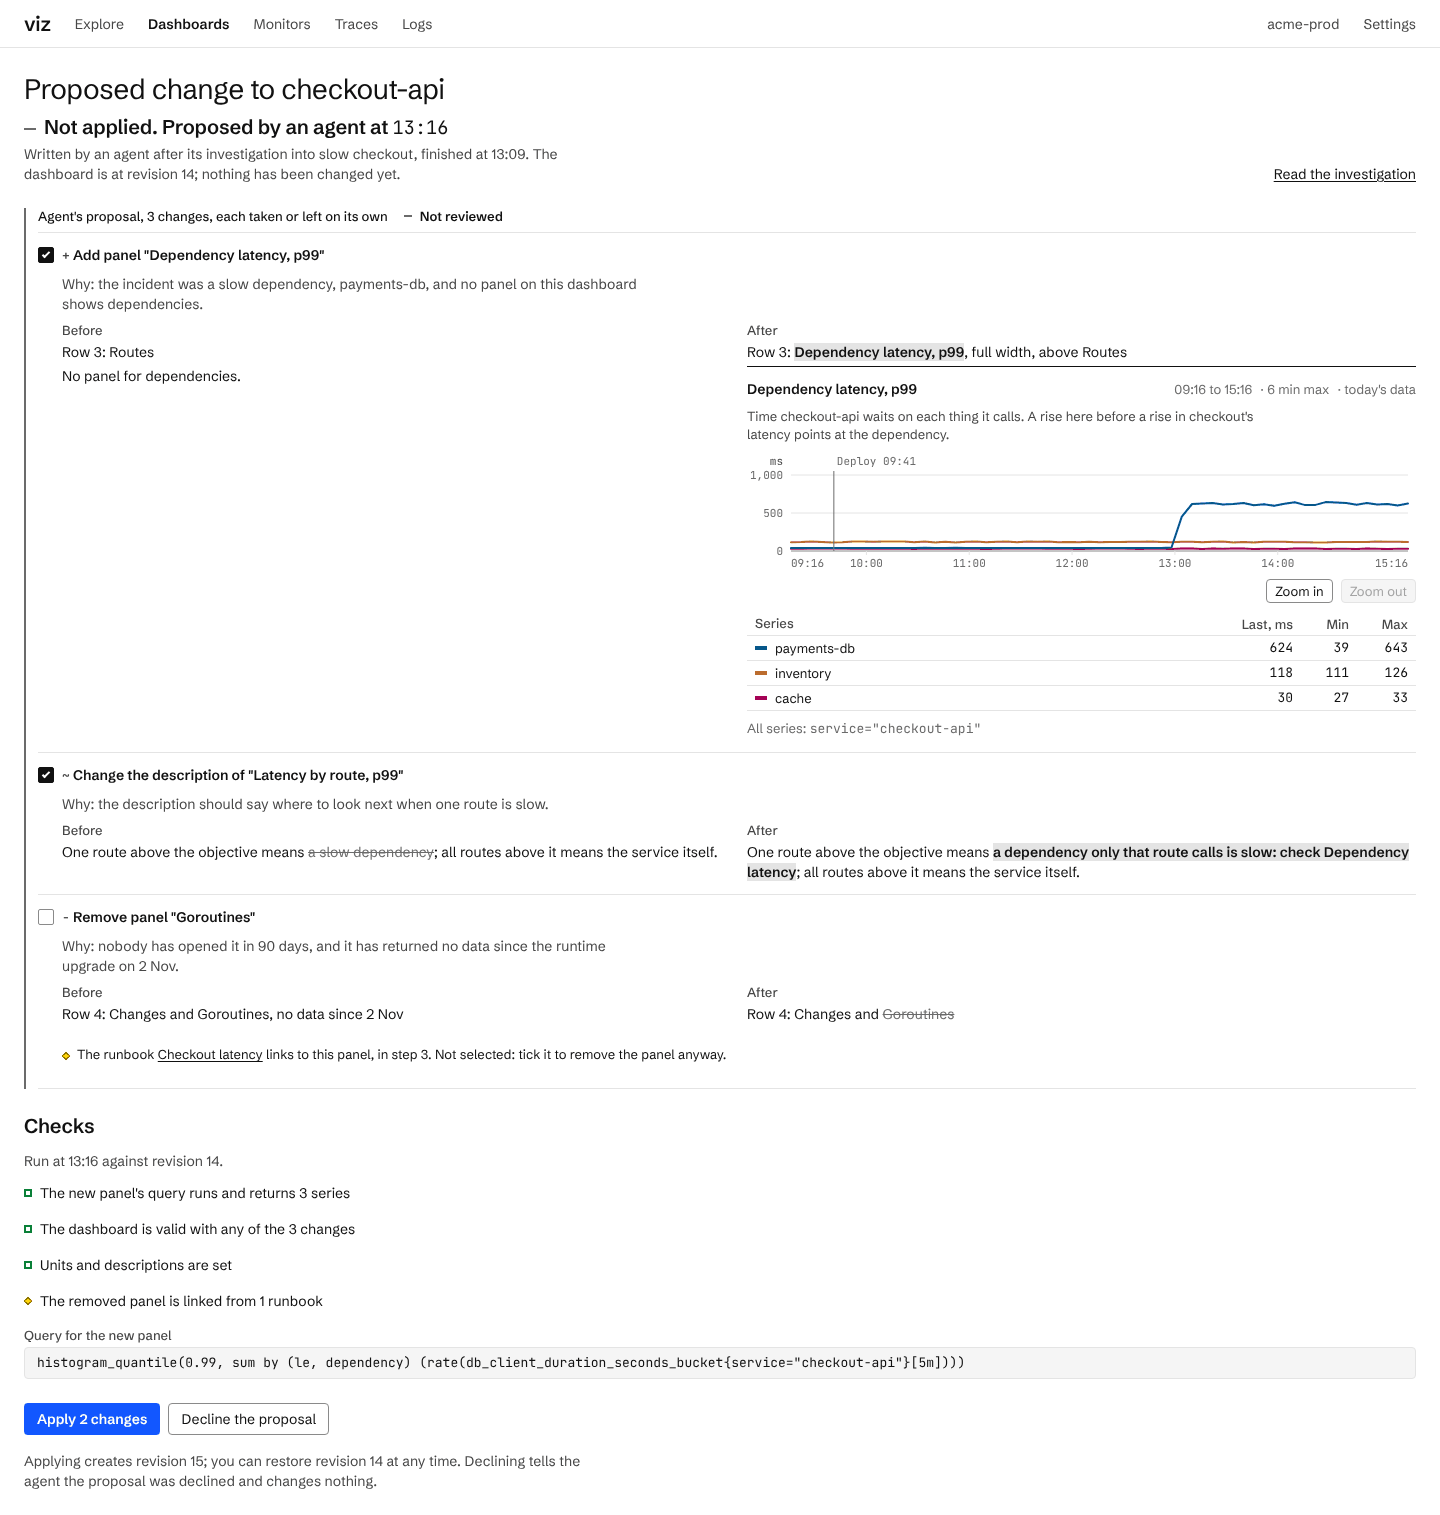 viz Explore Dashboards Monitors Traces Logs acme-prod Settings
Proposed change to checkout-api
— Not applied. Proposed by an agent at 13:16
Written by an agent after its investigation into slow checkout, finished at 13:09. The
dashboard is at revision 14; nothing has been changed yet.
Read the investigation
Agent's proposal, 3 changes, each taken or left on its own — Not reviewed
+ Add panel "Dependency latency, p99"
Why: the incident was a slow dependency, payments-db, and no panel on this dashboard
shows dependencies.
Before
Row 3: Routes
No panel for dependencies.
After
Row 3: Dependency latency, p99, full width, above Routes
Dependency latency, p99 09:16 to 15:16 · 6 min max · today's data
Time checkout-api waits on each thing it calls. A rise here before a rise in checkout's
latency points at the dependency.
ms Deploy 09:41
1,000
500
0
09:16 10:00 11:00 12:00 13:00 14:00 15:16
Zoom in Zoom out
Series Last, ms Min Max
payments-db 624 39 643
inventory 118 111 126
cache 30 27 33
All series: service="checkout-api"
~ Change the description of "Latency by route, p99"
Why: the description should say where to look next when one route is slow.
Before
One route above the objective means a slow dependency; all routes above it means the service itself.
After
One route above the objective means a dependency only that route calls is slow: check Dependency
latency; all routes above it means the service itself.
- Remove panel "Goroutines"
Why: nobody has opened it in 90 days, and it has returned no data since the runtime
upgrade on 2 Nov.
Before
Row 4: Changes and Goroutines, no data since 2 Nov
After
Row 4: Changes and Goroutines
The runbook Checkout latency links to this panel, in step 3. Not selected: tick it to remove the panel anyway.
Checks
Run at 13:16 against revision 14.
The new panel's query runs and returns 3 series
The dashboard is valid with any of the 3 changes
Units and descriptions are set
The removed panel is linked from 1 runbook
Query for the new panel
histogram_quantile(0.99, sum by (le, dependency) (rate(db_client_duration_seconds_bucket{service="checkout-api"}[5m])))
Apply 2 changes Decline the proposal
Applying creates revision 15; you can restore revision 14 at any time. Declining tells the
agent the proposal was declined and changes nothing.